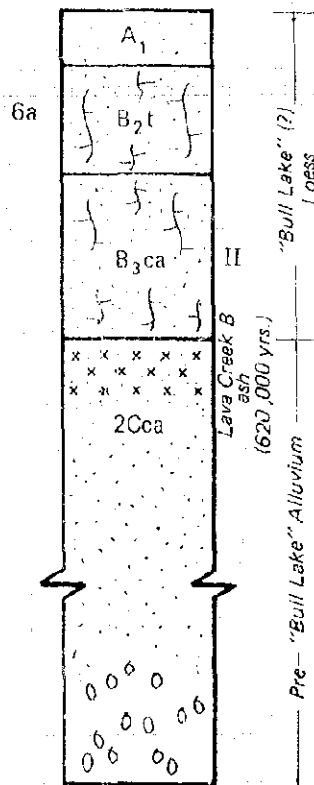 A1
6a
B2t
B3ca
II
2Cca
"Bull Lake" (?)
Loess
Lava Creek B
ash
(620,000 yrs.)
Pre-"Bull Lake" Alluvium